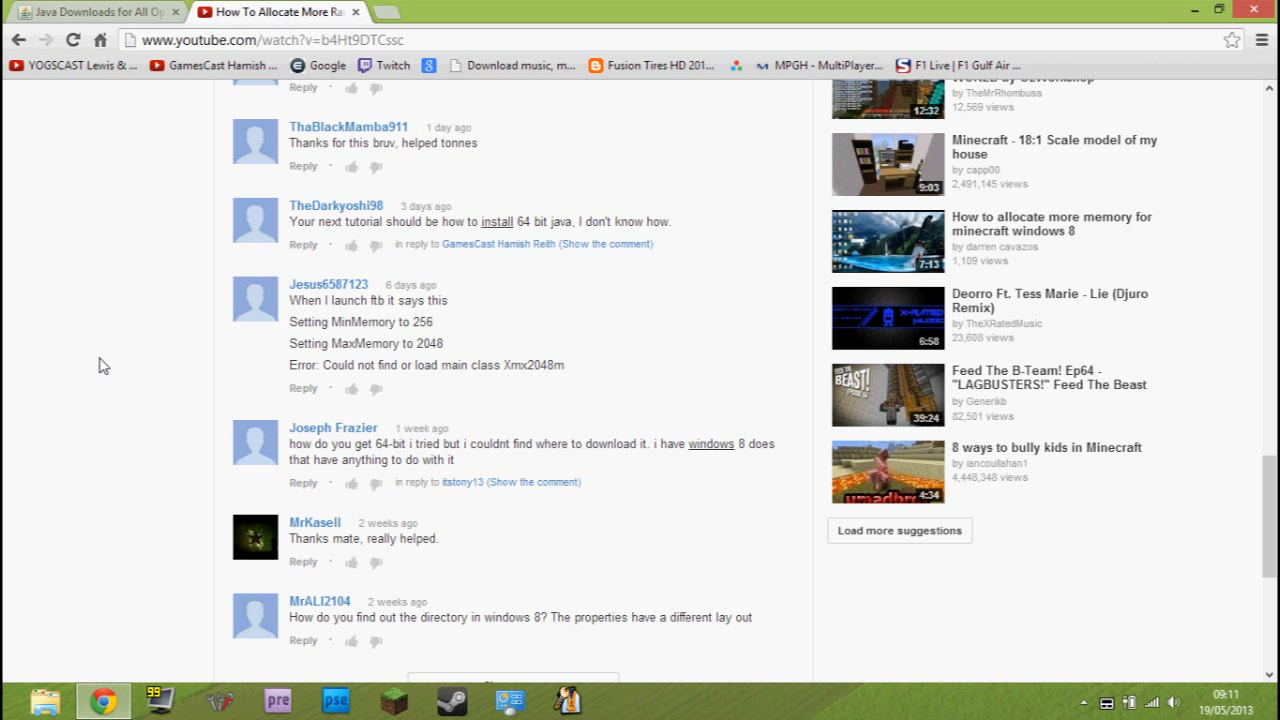 Java Downloads for All Op
How To Allocate More Ra
www.youtube.com/watch?v=b4Ht9DTCssc
YOGSCAST Lewis & ...
GamesCast Hamish ...
Google
Twitch
Download music, m...
Fusion Tires HD 201...
MPGH - MultiPlayer...
F1 Live | F1 Gulf Air ...
Reply
ThaBlackMamba911 1 day ago
Thanks for this bruv, helped tonnes
Reply
TheDarkyoshi98 3 days ago
Your next tutorial should be how to install 64 bit java, I don't know how.
Reply · in reply to GamesCast Hamish Reith (Show the comment)
Jesus6587123 6 days ago
When I launch ftb it says this
Setting MinMemory to 256
Setting MaxMemory to 2048
Error: Could not find or load main class Xmx2048m
Reply
Joseph Frazier 1 week ago
how do you get 64-bit i tried but i couldnt find where to download it. i have windows 8 does
that have anything to do with it
Reply · in reply to itstony13 (Show the comment)
MrKasell 2 weeks ago
Thanks mate, really helped.
Reply
MrALI2104 2 weeks ago
How do you find out the directory in windows 8? The properties have a different lay out
Reply
by TheMrRhombuss
12,569 views
12:32
Minecraft - 18:1 Scale model of my
house
by capp00
2,491,145 views
9:03
How to allocate more memory for
minecraft windows 8
by darren cavazos
1,109 views
7:13
Deorro Ft. Tess Marie - Lie (Djuro
Remix)
by TheXRatedMusic
23,608 views
X-RATED
6:58
Feed The B-Team! Ep64 -
"LAGBUSTERS!" Feed The Beast
by Generikb
82,501 views
FEED THE
BEAST!
39:24
8 ways to bully kids in Minecraft
by iancoullahan1
4,448,348 views
umadbro
4:34
Load more suggestions
99
pre
pse
09:11
19/05/2013